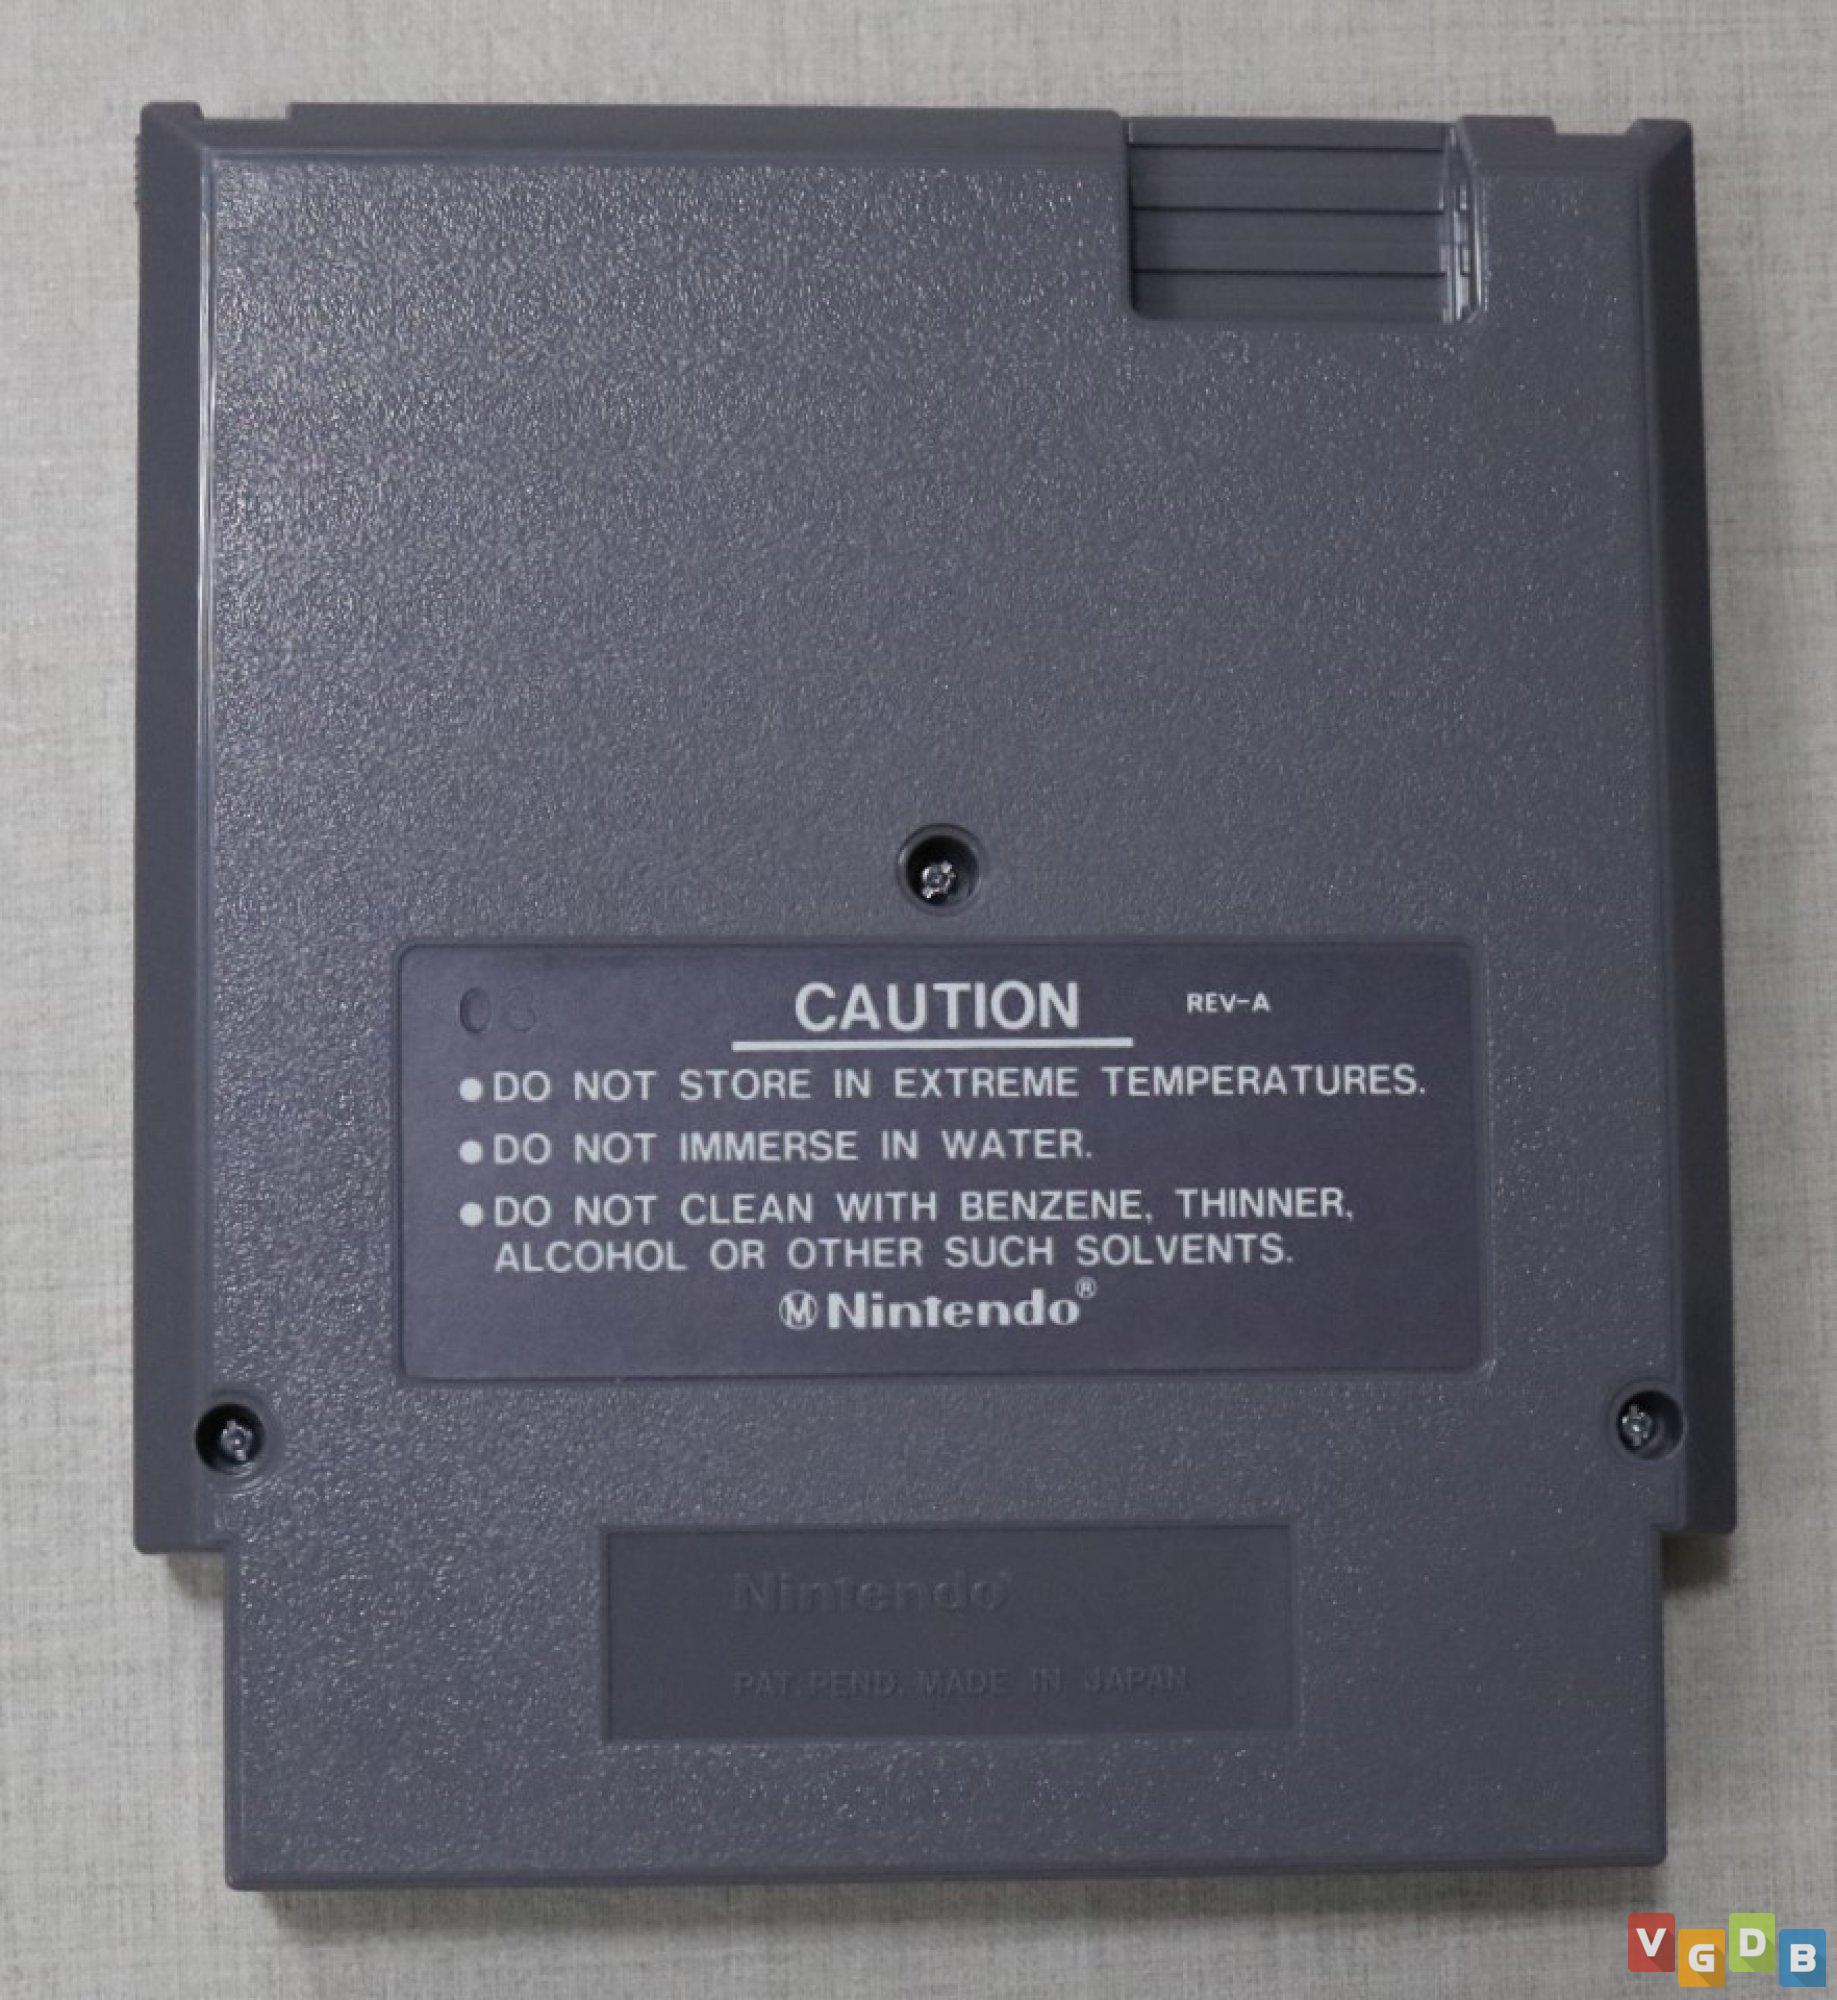 03
CAUTION REV-A
●DO NOT STORE IN EXTREME TEMPERATURES.
●DO NOT IMMERSE IN WATER.
●DO NOT CLEAN WITH BENZENE, THINNER,
ALCOHOL OR OTHER SUCH SOLVENTS.
Ⓜ Nintendo®
Nintendo®
PAT. PEND. MADE IN JAPAN
VGDB